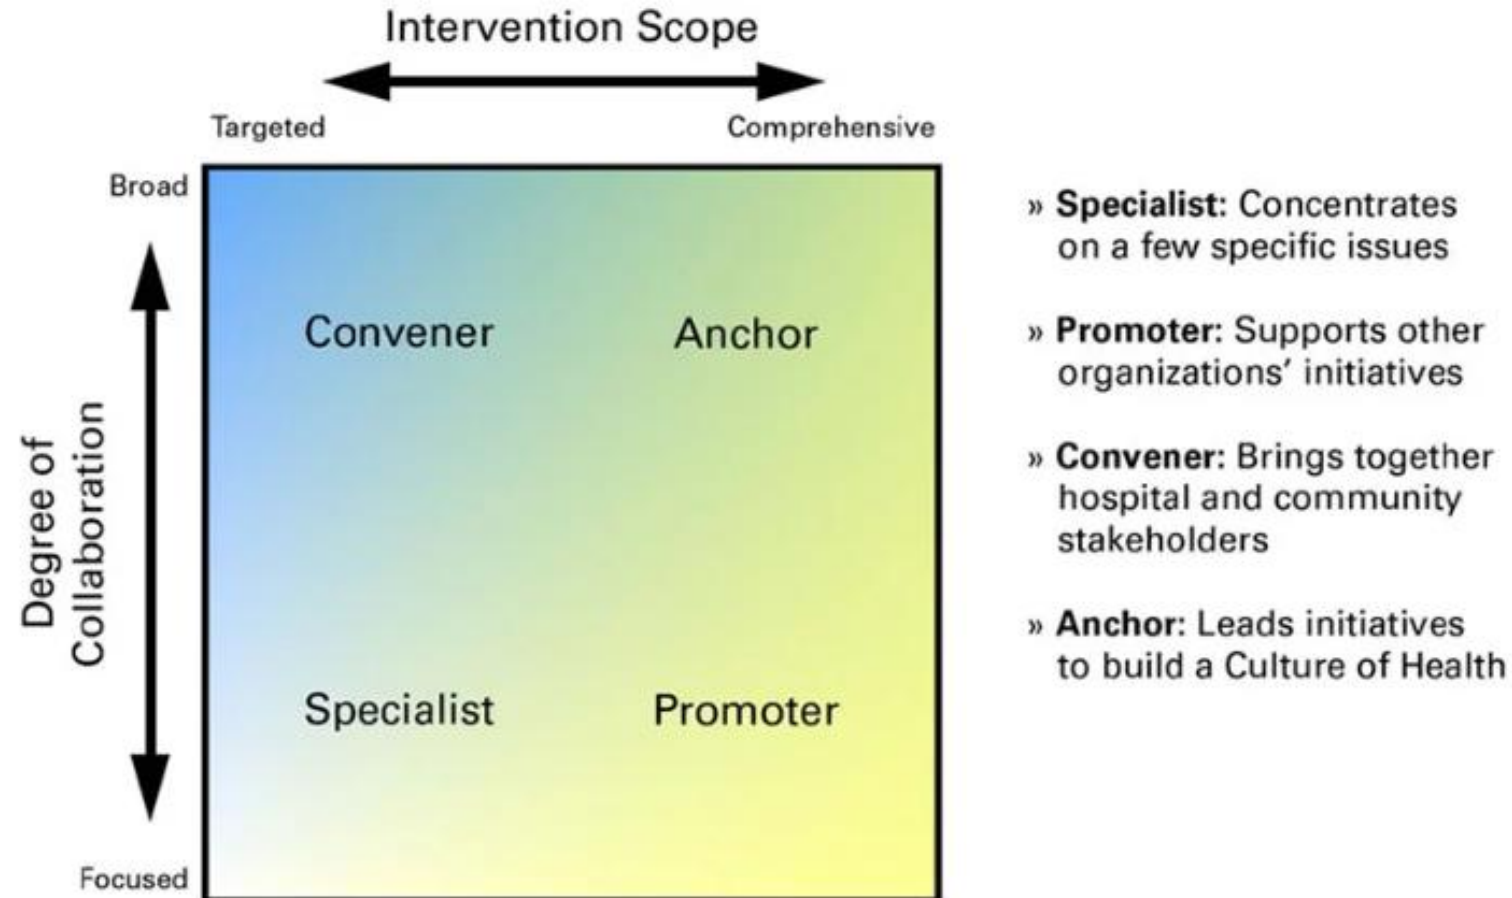 Intervention Scope
Targeted
Comprehensive
Broad
Degree of
Collaboration
Focused
Convener
Anchor
Specialist
Promoter
» Specialist: Concentrates
on a few specific issues
» Promoter: Supports other
organizations’ initiatives
» Convener: Brings together
hospital and community
stakeholders
» Anchor: Leads initiatives
to build a Culture of Health